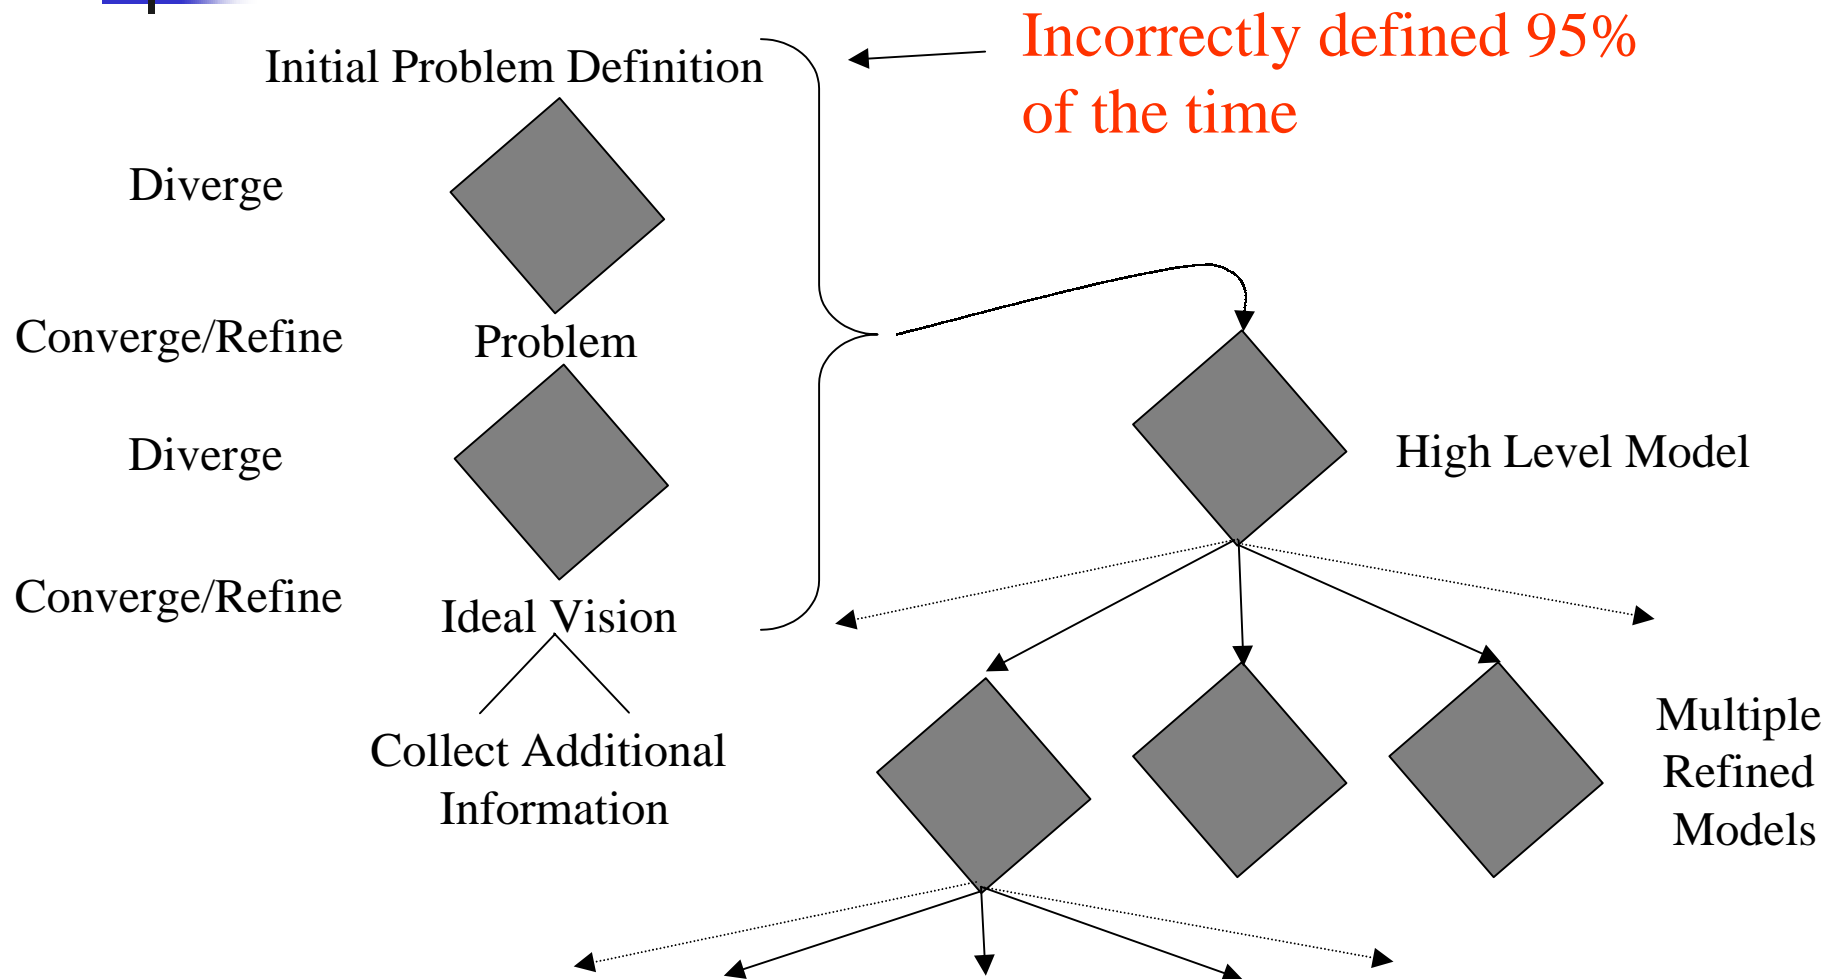 Initial Problem Definition
Incorrectly defined 95%
of the time
Diverge
Converge/Refine
Problem
Diverge
High Level Model
Converge/Refine
Ideal Vision
Collect Additional
Information
Multiple
Refined
Models